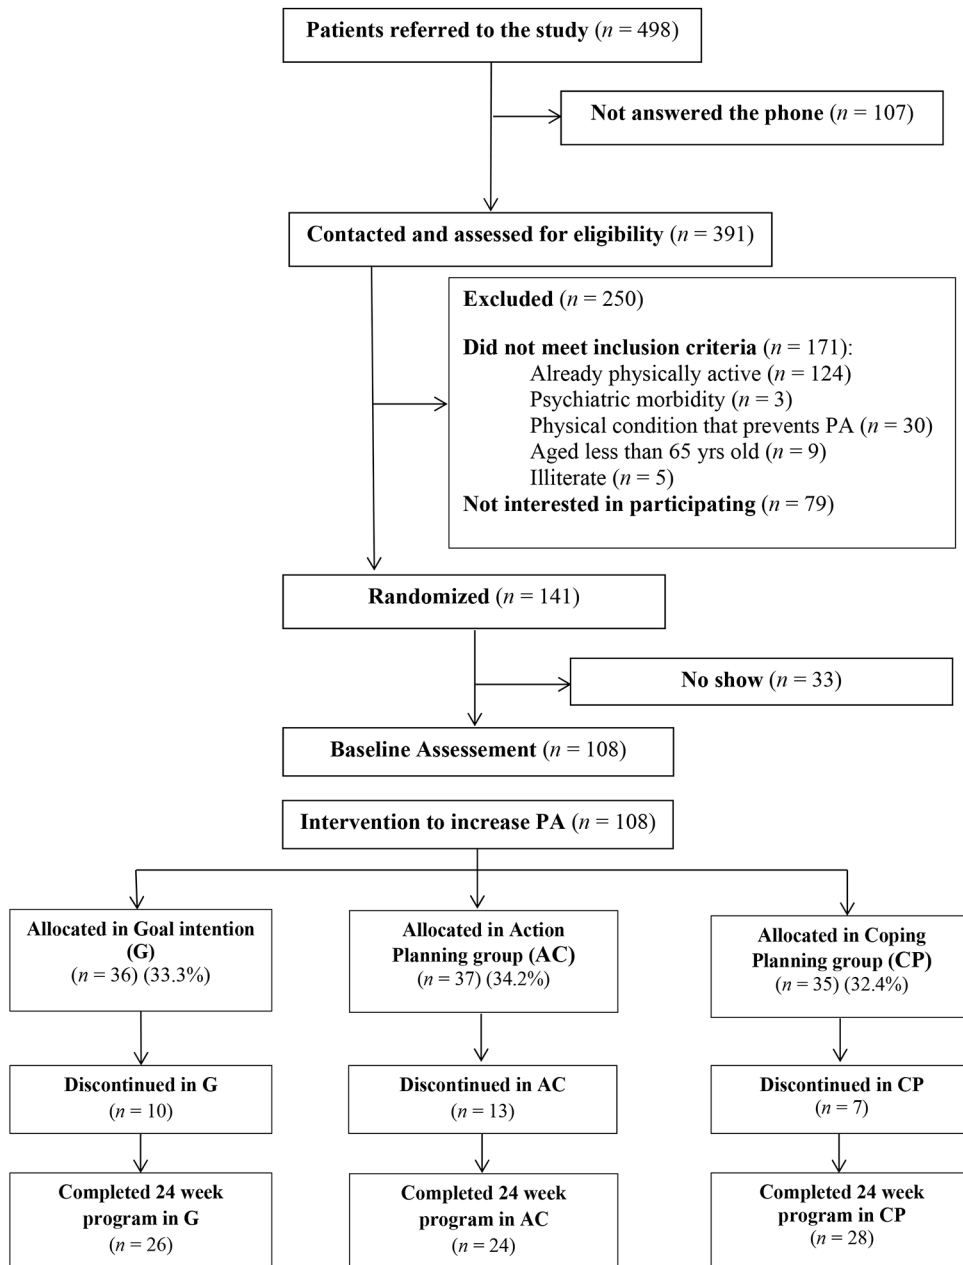 Patients referred to the study (n = 498)
Not answered the phone (n = 107)
Contacted and assessed for eligibility (n = 391)
Excluded (n = 250)
Did not meet inclusion criteria (n = 171):
Already physically active (n = 124)
Psychiatric morbidity (n = 3)
Physical condition that prevents PA (n = 30)
Aged less than 65 yrs old (n = 9)
Illiterate (n = 5)
Not interested in participating (n = 79)
Randomized (n = 141)
No show (n = 33)
Baseline Assessement (n = 108)
Intervention to increase PA (n = 108)
Allocated in Goal intention
(G)
(n = 36) (33.3%)
Allocated in Action
Planning group (AC)
(n = 37) (34.2%)
Allocated in Coping
Planning group (CP)
(n = 35) (32.4%)
Discontinued in G
(n = 10)
Discontinued in AC
(n = 13)
Discontinued in CP
(n = 7)
Completed 24 week
program in G
(n = 26)
Completed 24 week
program in AC
(n = 24)
Completed 24 week
program in CP
(n = 28)